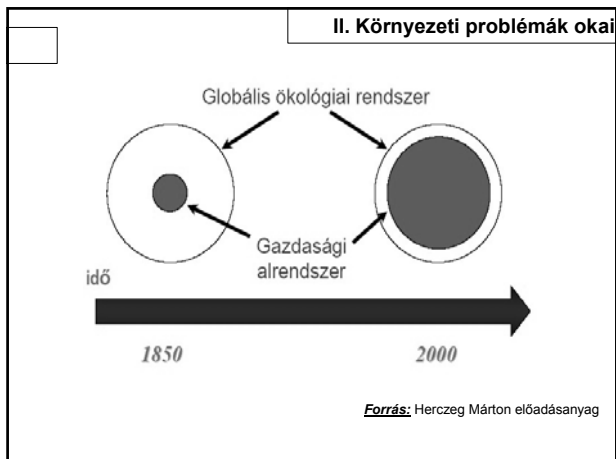 II. Környezeti problémák okai
Globális ökológiai rendszer
Gazdasági
alrendszer
idő
1850
2000
Forrás: Herczeg Márton előadásanyag